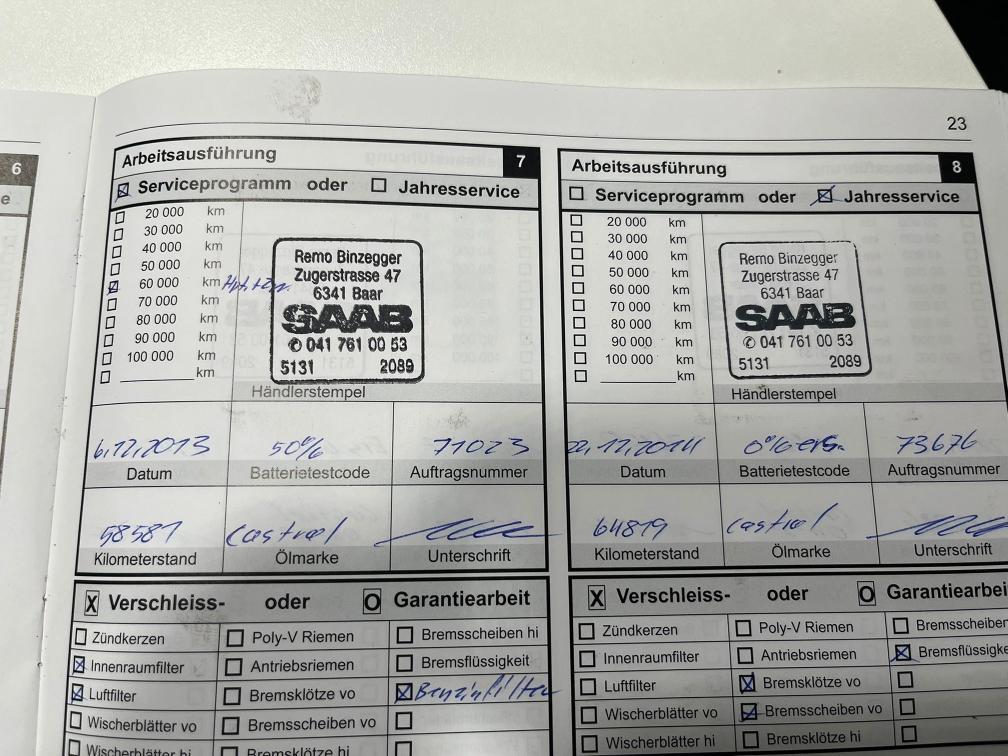 23
6
e
Arbeitsausführung 7
Serviceprogramm oder Jahresservice
20 000 km
30 000 km
40 000 km
50 000 km
60 000 km
70 000 km
80 000 km
90 000 km
100 000 km
km
Remo Binzegger
Zugerstrasse 47
6341 Baar
SAAB
✆ 041 761 00 53
5131 2089
Händlerstempel
6.12.2013 50% 71023
Datum Batterietestcode Auftragsnummer
58581 Castrol
Kilometerstand Ölmarke Unterschrift
X Verschleiss- oder O Garantiearbeit
Zündkerzen Poly-V Riemen Bremsscheiben hi
Innenraumfilter Antriebsriemen Bremsflüssigkeit
Luftfilter Bremsklötze vo Benzinfilter
Wischerblätter vo Bremsscheiben vo
Wischerblätter hi Bremsklötze hi
Arbeitsausführung 8
Serviceprogramm oder Jahresservice
20 000 km
30 000 km
40 000 km
50 000 km
60 000 km
70 000 km
80 000 km
90 000 km
100 000 km
km
Remo Binzegger
Zugerstrasse 47
6341 Baar
SAAB
✆ 041 761 00 53
5131 2089
Händlerstempel
22.12.2014 0% ers. 73676
Datum Batterietestcode Auftragsnummer
64819 Castrol
Kilometerstand Ölmarke Unterschrift
X Verschleiss- oder O Garantiearbei
Zündkerzen Poly-V Riemen Bremsscheiben
Innenraumfilter Antriebsriemen Bremsflüssigke
Luftfilter Bremsklötze vo
Wischerblätter vo Bremsscheiben vo
Wischerblätter hi Bremsklötze hi